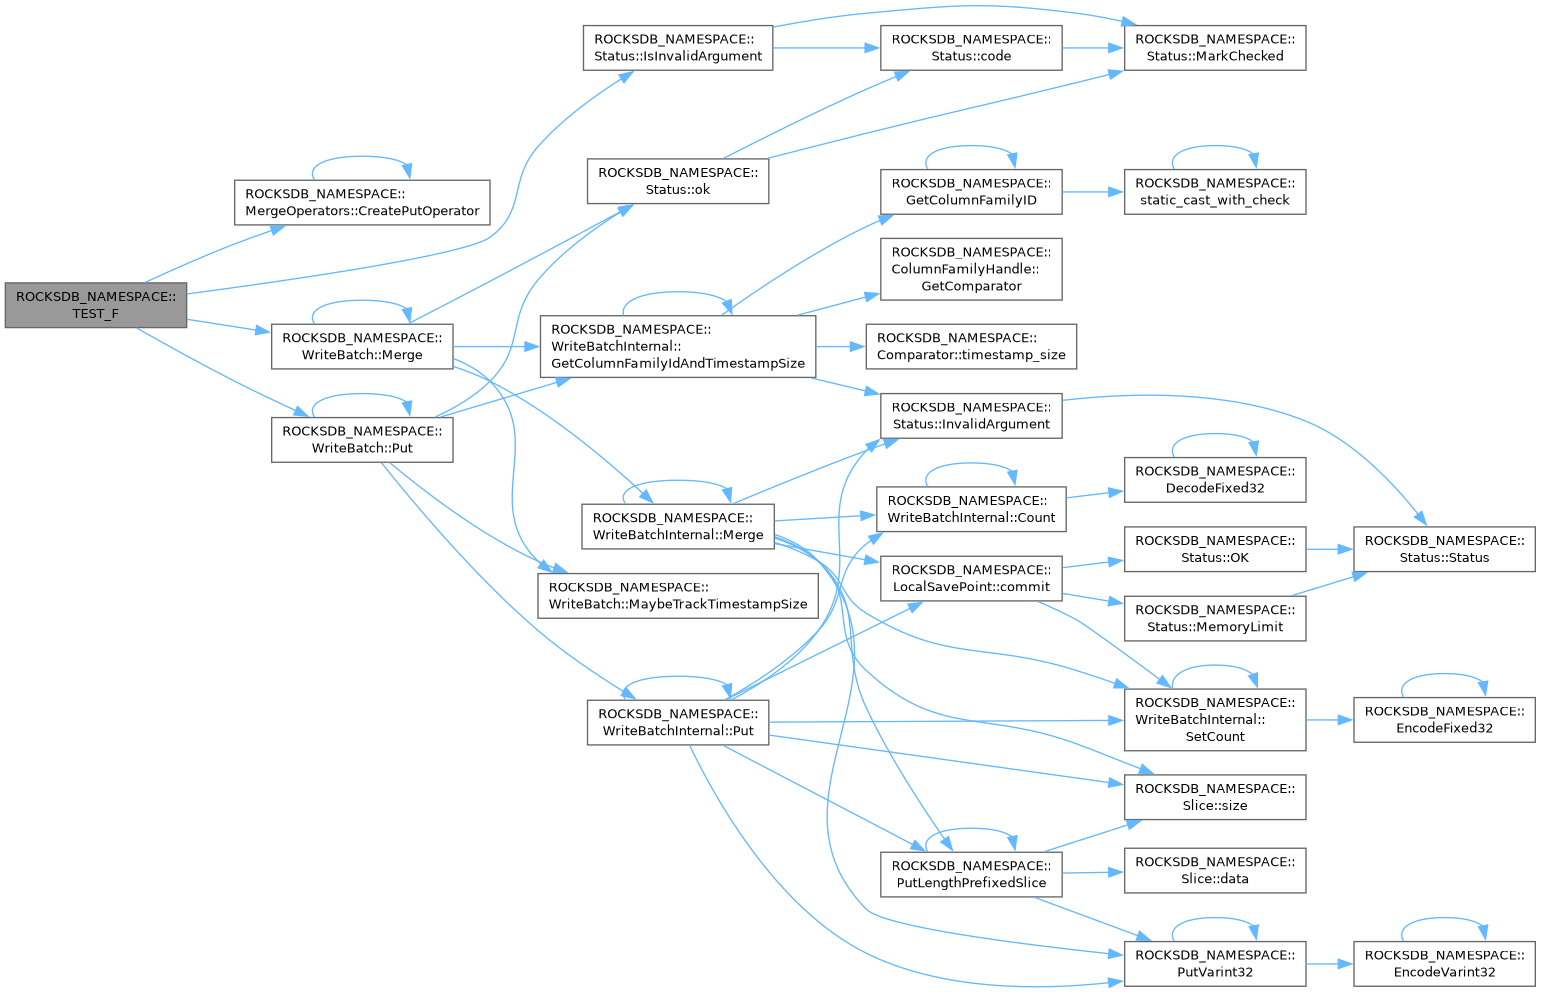 ROCKSDB_NAMESPACE::
TEST_F
ROCKSDB_NAMESPACE::
MergeOperators::CreatePutOperator
ROCKSDB_NAMESPACE::
WriteBatch::Merge
ROCKSDB_NAMESPACE::
WriteBatch::Put
ROCKSDB_NAMESPACE::
Status::IsInvalidArgument
ROCKSDB_NAMESPACE::
Status::ok
ROCKSDB_NAMESPACE::
WriteBatchInternal::
GetColumnFamilyIdAndTimestampSize
ROCKSDB_NAMESPACE::
WriteBatchInternal::Merge
ROCKSDB_NAMESPACE::
WriteBatch::MaybeTrackTimestampSize
ROCKSDB_NAMESPACE::
WriteBatchInternal::Put
ROCKSDB_NAMESPACE::
Status::code
ROCKSDB_NAMESPACE::
GetColumnFamilyID
ROCKSDB_NAMESPACE::
ColumnFamilyHandle::
GetComparator
ROCKSDB_NAMESPACE::
Comparator::timestamp_size
ROCKSDB_NAMESPACE::
Status::InvalidArgument
ROCKSDB_NAMESPACE::
WriteBatchInternal::Count
ROCKSDB_NAMESPACE::
LocalSavePoint::commit
ROCKSDB_NAMESPACE::
PutLengthPrefixedSlice
ROCKSDB_NAMESPACE::
Status::MarkChecked
ROCKSDB_NAMESPACE::
static_cast_with_check
ROCKSDB_NAMESPACE::
DecodeFixed32
ROCKSDB_NAMESPACE::
Status::OK
ROCKSDB_NAMESPACE::
Status::MemoryLimit
ROCKSDB_NAMESPACE::
WriteBatchInternal::
SetCount
ROCKSDB_NAMESPACE::
Slice::size
ROCKSDB_NAMESPACE::
Slice::data
ROCKSDB_NAMESPACE::
PutVarint32
ROCKSDB_NAMESPACE::
Status::Status
ROCKSDB_NAMESPACE::
EncodeFixed32
ROCKSDB_NAMESPACE::
EncodeVarint32